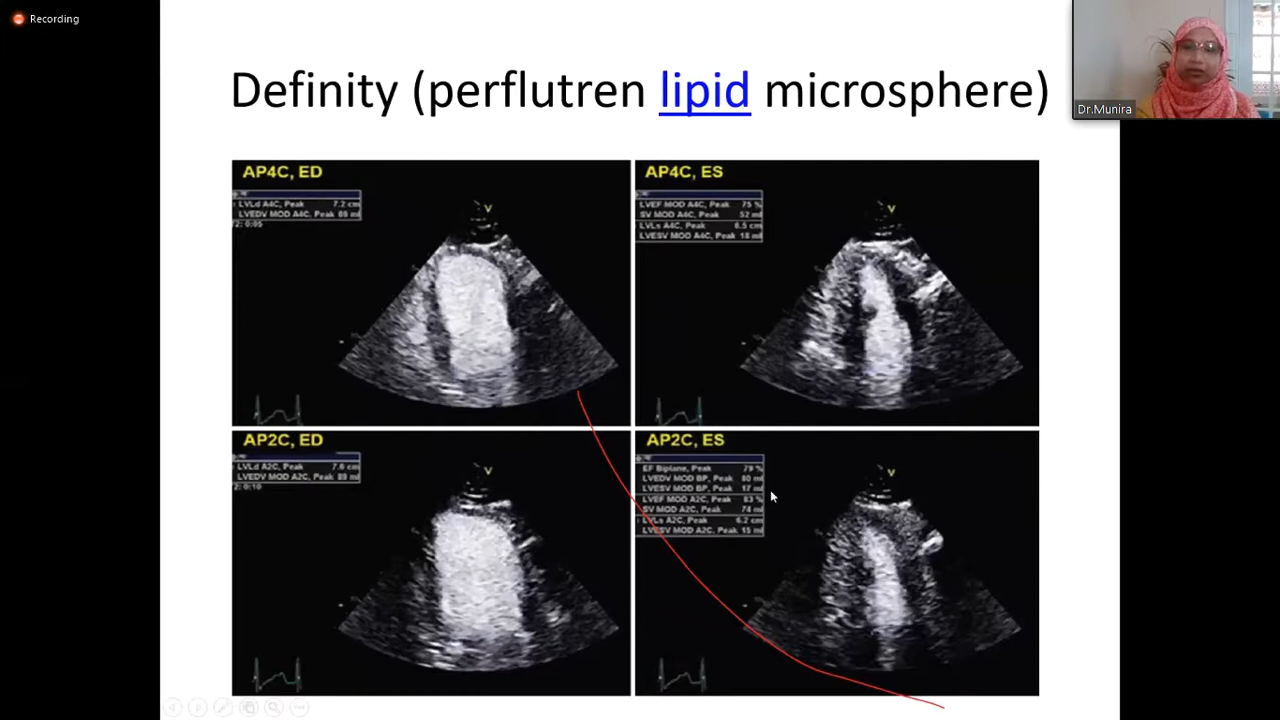 Recording
Dr.Munira
Definity (perflutren lipid microsphere)
AP4C, ED
LVLd A4C, Peak 7.2 cm
LVEDV MOD A4C, Peak 69 ml
AP4C, ES
LVEF MOD A4C, Peak 75 %
SV MOD A4C, Peak 52 ml
LVLs A4C, Peak 6.5 cm
LVESV MOD A4C, Peak 18 ml
V
V
AP2C, ED
LVLd A2C, Peak 7.6 cm
LVEDV MOD A2C, Peak 89 ml
AP2C, ES
EF Biplane, Peak 79 %
LVEDV MOD BP, Peak 80 ml
LVESV MOD BP, Peak 17 ml
LVEF MOD A2C, Peak 83 %
SV MOD A2C, Peak 74 ml
LVLs A2C, Peak 6.2 cm
LVESV MOD A2C, Peak 15 ml
V
V